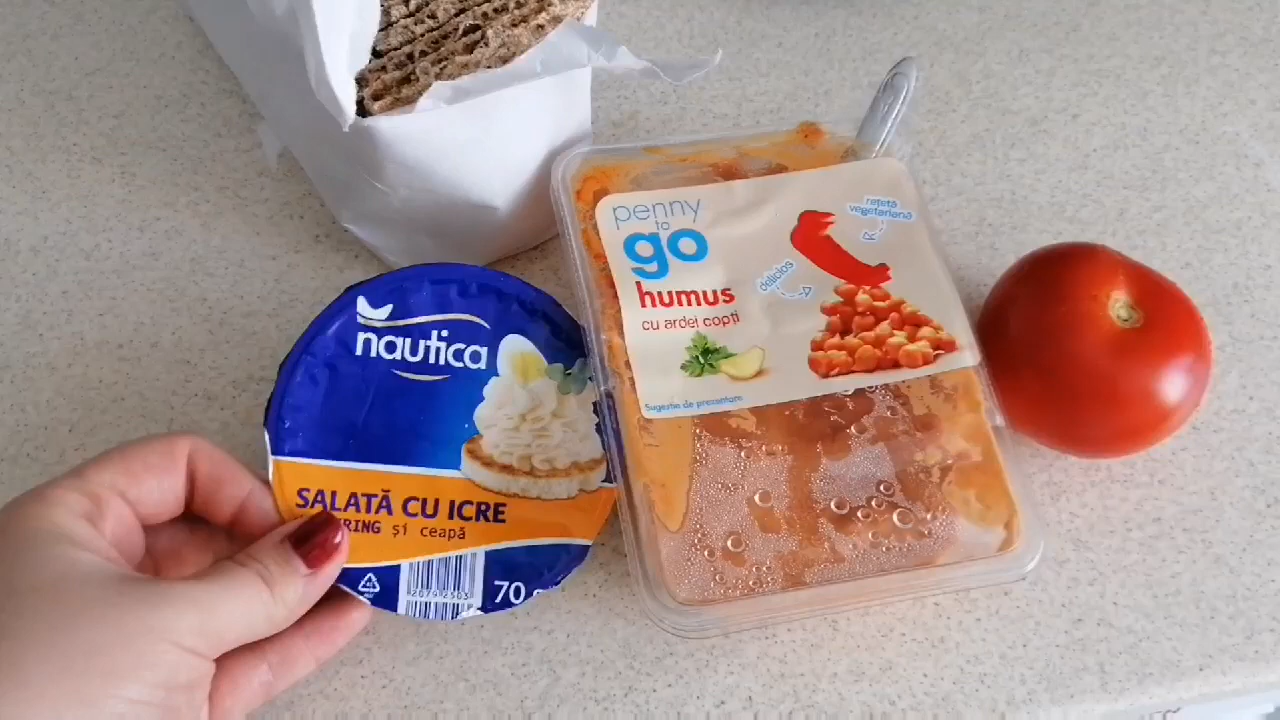 nautica
SALATĂ CU ICRE
RING și ceapă
70
penny
to
go
humus
cu ardei copți
delicios
rețetă
vegetariana
Sugestie de prezentare